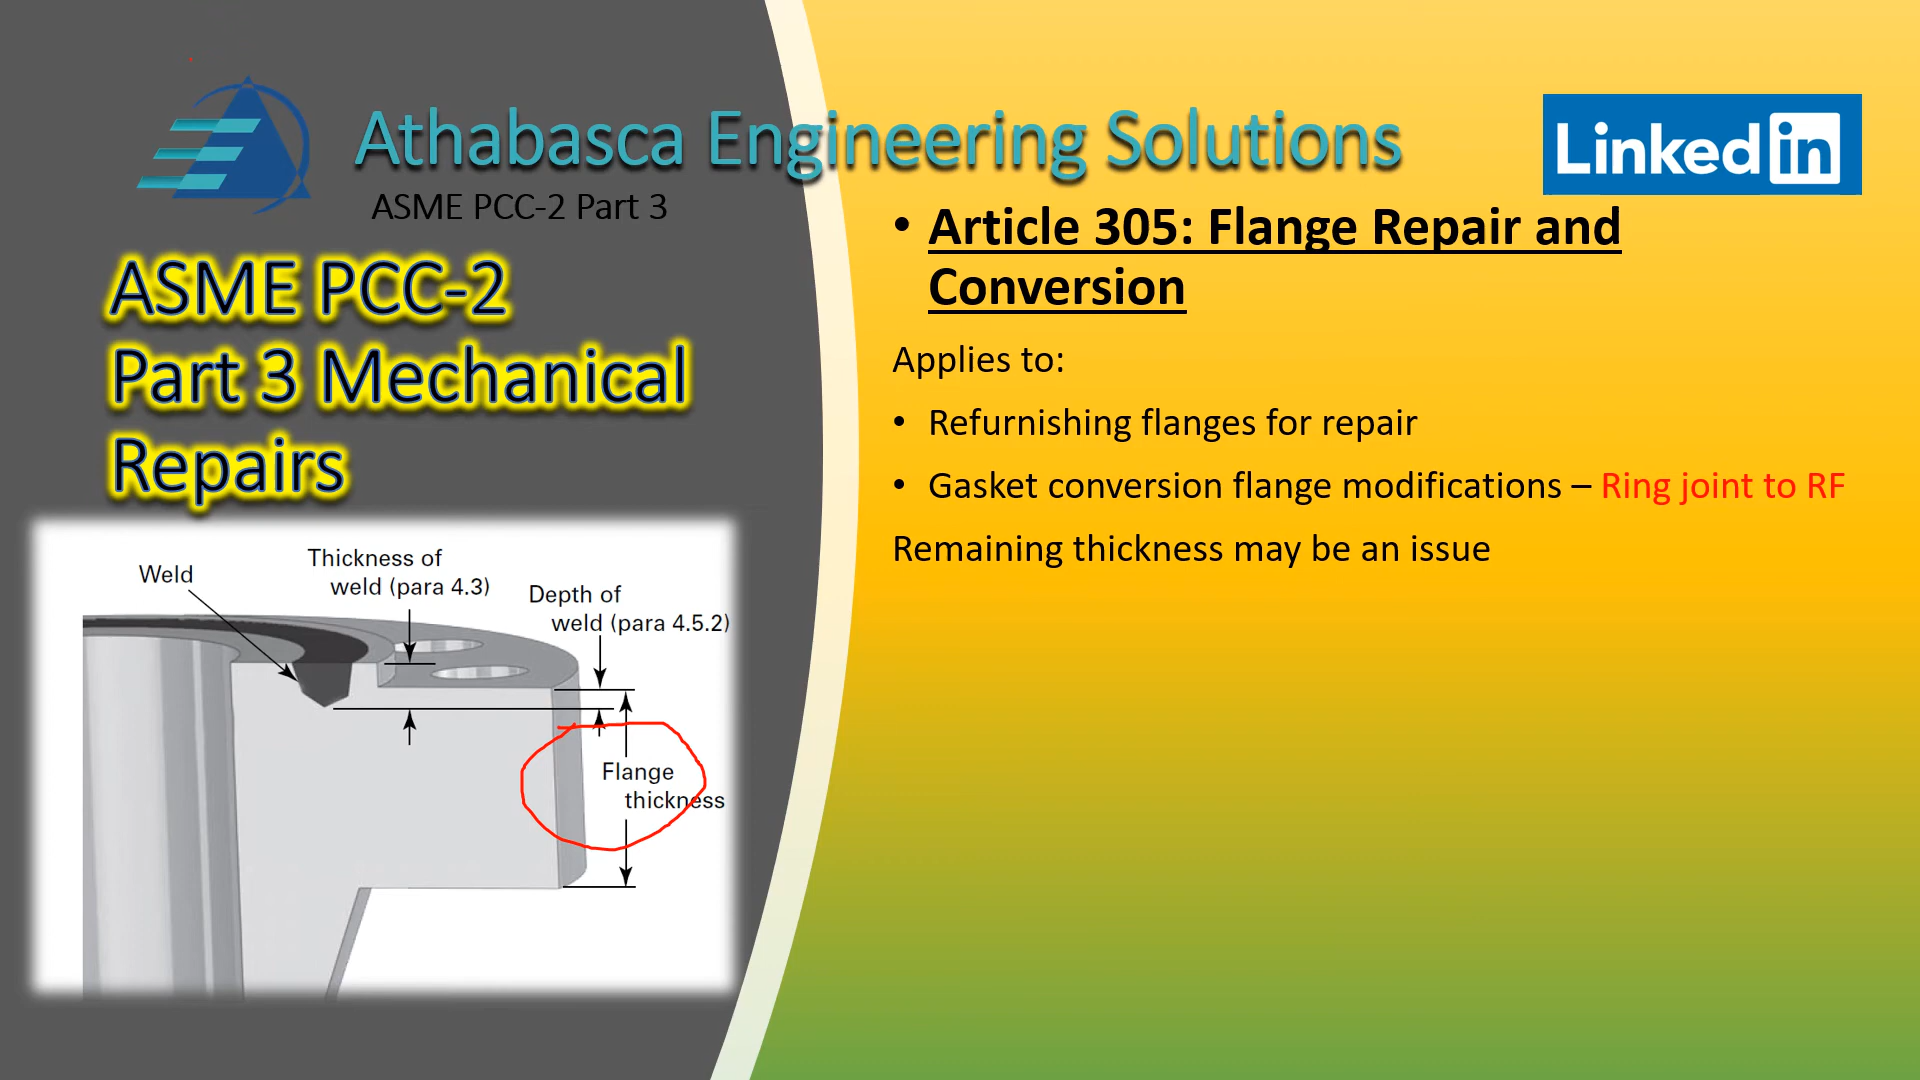 Athabasca Engineering Solutions
LinkedIn
ASME PCC-2 Part 3
ASME PCC-2
Part 3 Mechanical
Repairs
Weld
Thickness of
weld (para 4.3)
Depth of
weld (para 4.5.2)
Flange
thickness
• Article 305: Flange Repair and
Conversion
Applies to:
• Refurnishing flanges for repair
• Gasket conversion flange modifications – Ring joint to RF
Remaining thickness may be an issue